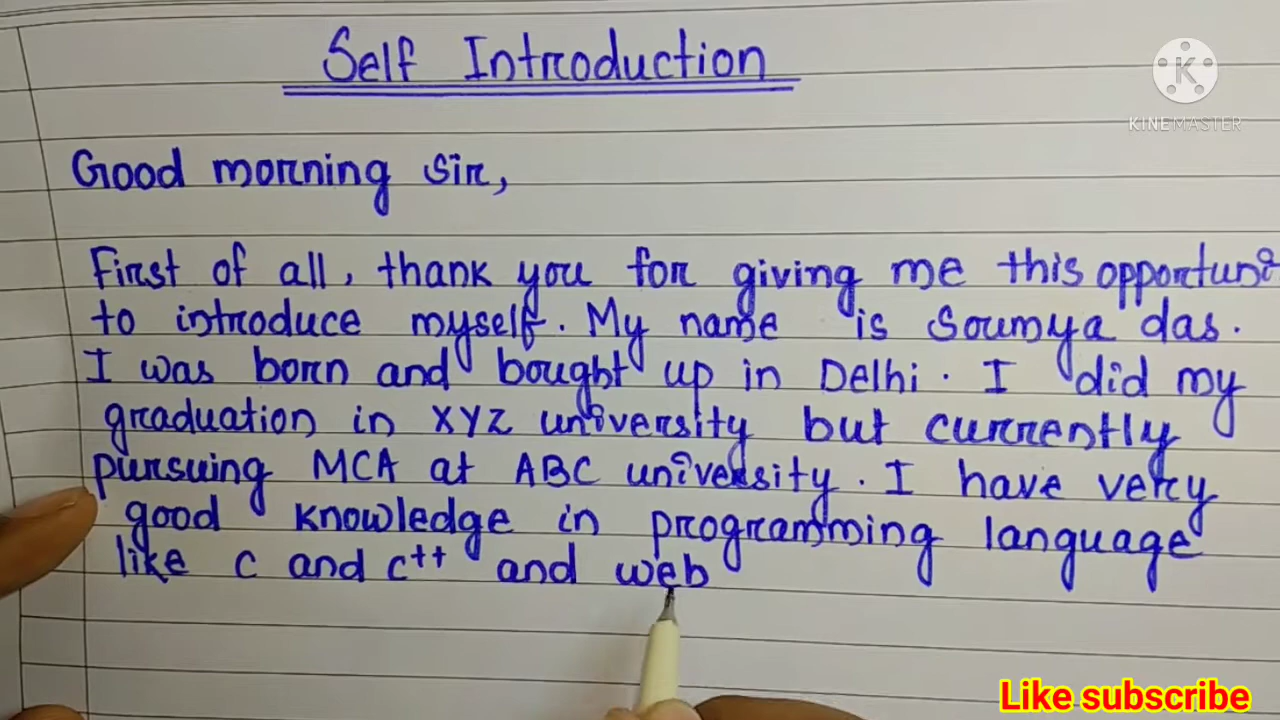 Self Introduction
K
KINEMASTER
Good morning Sir,
First of all, thank you for giving me this opportuni
to introduce myself. My name is Soumya das.
I was born and bought up in Delhi. I did my
graduation in XYZ university but currently
pursuing MCA at ABC university. I have very
good knowledge in programming language
like c and c++ and web
Like subscribe